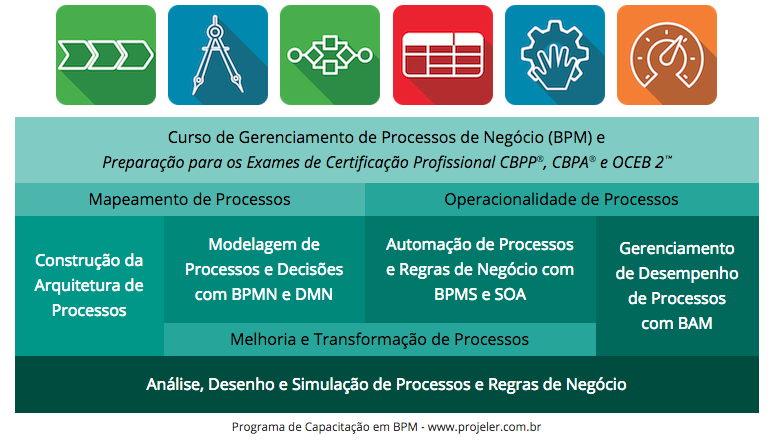 Curso de Gerenciamento de Processos de Negócio (BPM) e
Preparação para os Exames de Certificação Profissional CBPP®, CBPA® e OCEB 2™
Mapeamento de Processos
Operacionalidade de Processos
Construção da
Arquitetura de
Processos
Modelagem de
Processos e Decisões
com BPMN e DMN
Automação de Processos
e Regras de Negócio com
BPMS e SOA
Gerenciamento
de Desempenho
de Processos
com BAM
Melhoria e Transformação de Processos
Análise, Desenho e Simulação de Processos e Regras de Negócio
Programa de Capacitação em BPM - www.projeler.com.br